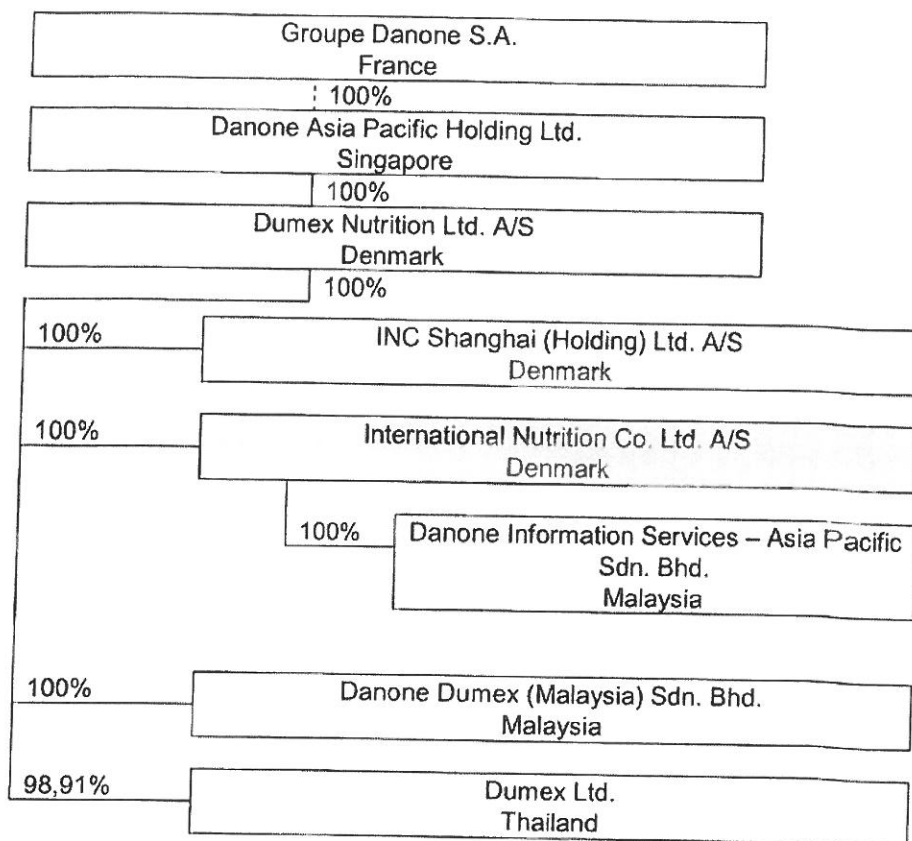 Groupe Danone S.A.
France
100%
Danone Asia Pacific Holding Ltd.
Singapore
100%
Dumex Nutrition Ltd. A/S
Denmark
100%
100%
INC Shanghai (Holding) Ltd. A/S
Denmark
100%
International Nutrition Co. Ltd. A/S
Denmark
100%
Danone Information Services – Asia Pacific
Sdn. Bhd.
Malaysia
100%
Danone Dumex (Malaysia) Sdn. Bhd.
Malaysia
98,91%
Dumex Ltd.
Thailand